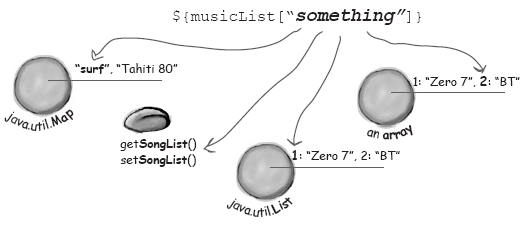 ${musicList["something"]}
"surf", "Tahiti 80"
java.util.Map
getSongList()
setSongList()
1: "Zero 7", 2: "BT"
java.util.List
1: "Zero 7", 2: "BT"
an array